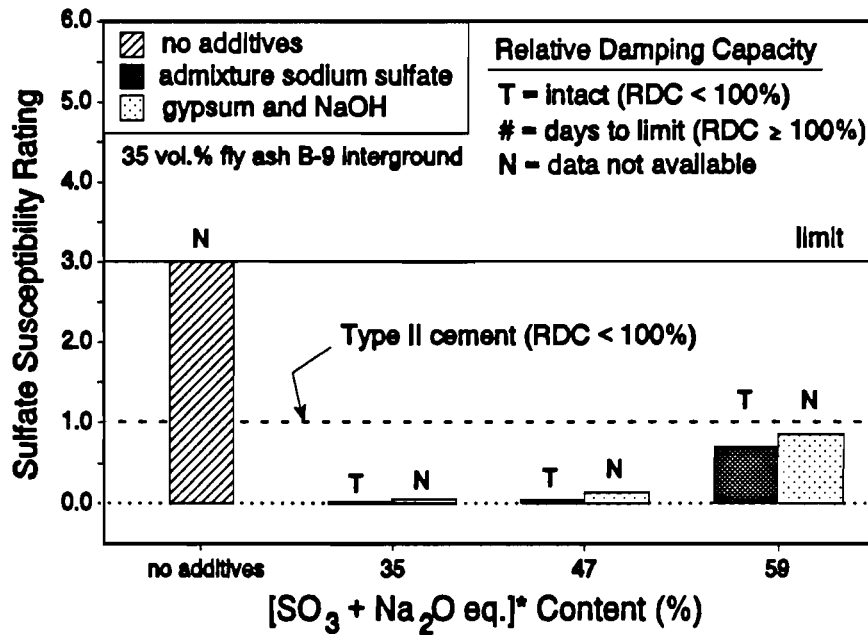 Sulfate Susceptibility Rating
6.0
5.0
4.0
3.0
2.0
1.0
0.0
no additives
admixture sodium sulfate
gypsum and NaOH
35 vol.% fly ash B-9 interground
Relative Damping Capacity
T = intact (RDC < 100%)
# = days to limit (RDC ≥ 100%)
N = data not available
N
limit
Type II cement (RDC < 100%)
T N
T N
T N
no additives 35 47 59
[SO₃ + Na₂O eq.]* Content (%)